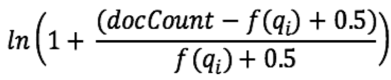 ln(1 + (docCount − f(qᵢ) + 0.5)) / f(qᵢ) + 0.5)